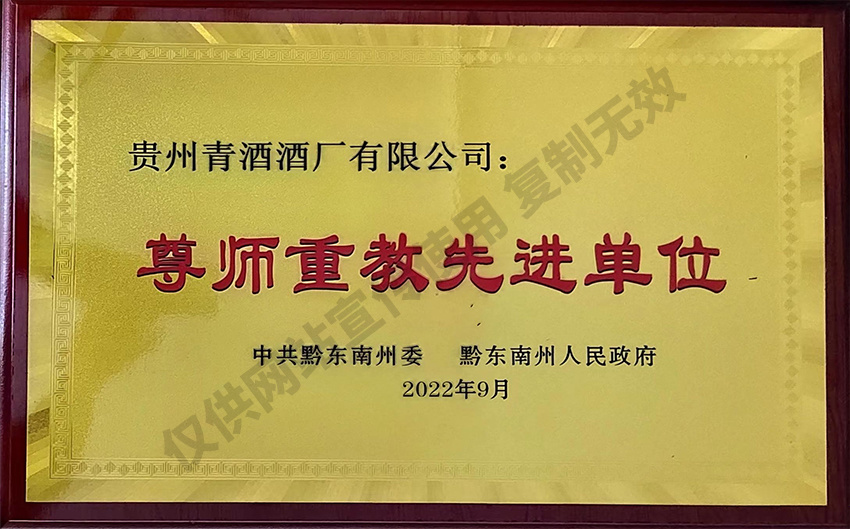 贵州青酒酒厂有限公司：
尊师重教先进单位
中共黔东南州委 黔东南州人民政府
2022年9月
仅供网站宣传使用 复制无效